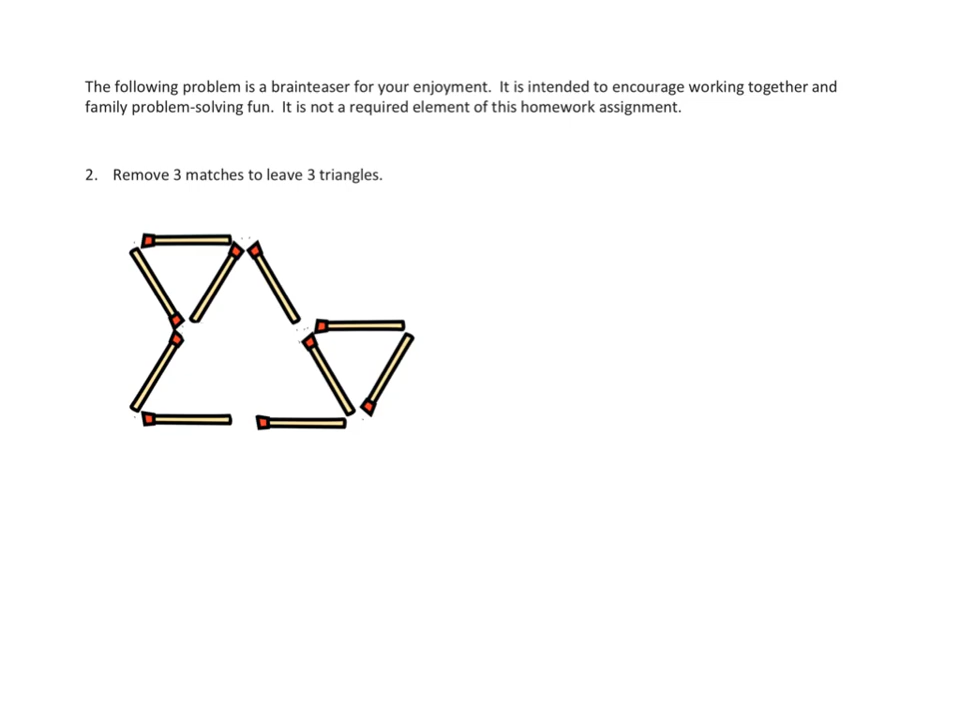 The following problem is a brainteaser for your enjoyment.  It is intended to encourage working together and
family problem-solving fun.  It is not a required element of this homework assignment.
2.   Remove 3 matches to leave 3 triangles.